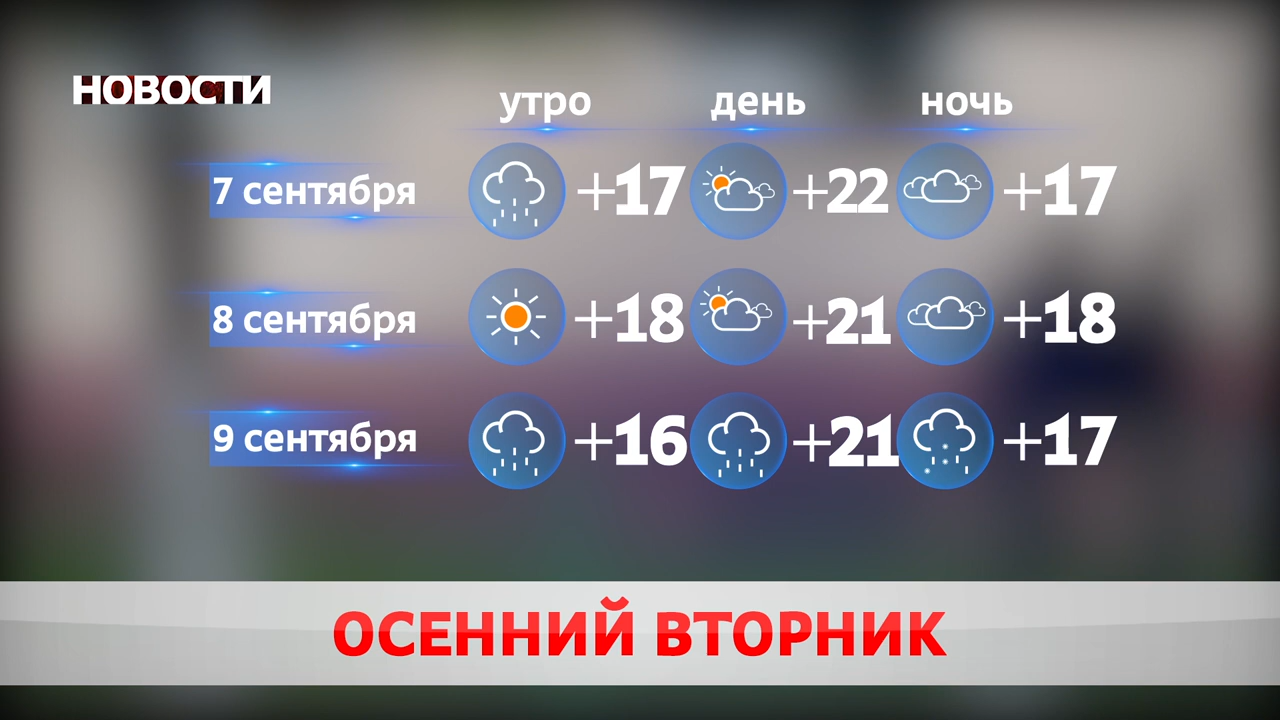 НОВОСТИ
утро день ночь
7 сентября +17 +22 +17
8 сентября +18 +21 +18
9 сентября +16 +21 +17
ОСЕННИЙ ВТОРНИК